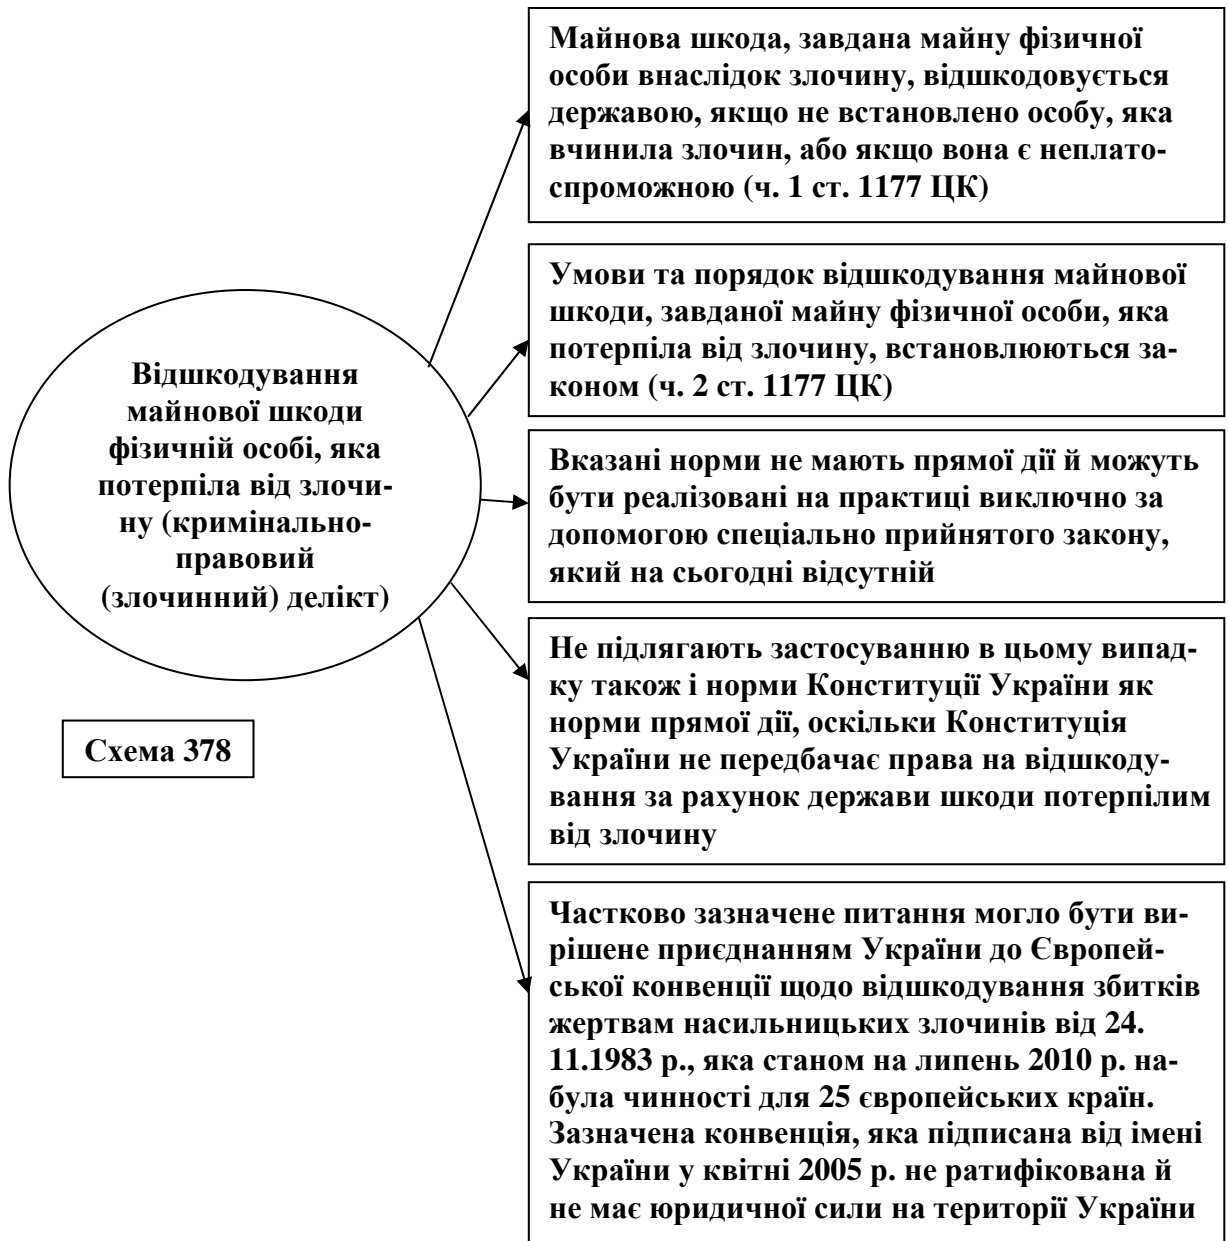 Майнова шкода, завдана майну фізичної
особи внаслідок злочину, відшкодовується
державою, якщо не встановлено особу, яка
вчинила злочин, або якщо вона є неплато-
спроможною (ч. 1 ст. 1177 ЦК)
Умови та порядок відшкодування майнової
шкоди, завданої майну фізичної особи, яка
потерпіла від злочину, встановлюються за-
коном (ч. 2 ст. 1177 ЦК)
Відшкодування
майнової шкоди
фізичній особі, яка
потерпіла від злочи-
ну (кримінально-
правовий
(злочинний) делікт)
Вказані норми не мають прямої дії й можуть
бути реалізовані на практиці виключно за
допомогою спеціально прийнятого закону,
який на сьогодні відсутній
Не підлягають застосуванню в цьому випад-
ку також і норми Конституції України як
норми прямої дії, оскільки Конституція
України не передбачає права на відшкоду-
вання за рахунок держави шкоди потерпілим
від злочину
Схема 378
Частково зазначене питання могло бути ви-
рішене приєднанням України до Європей-
ської конвенції щодо відшкодування збитків
жертвам насильницьких злочинів від 24.
11.1983 р., яка станом на липень 2010 р. на-
була чинності для 25 європейських країн.
Зазначена конвенція, яка підписана від імені
України у квітні 2005 р. не ратифікована й
не має юридичної сили на території України